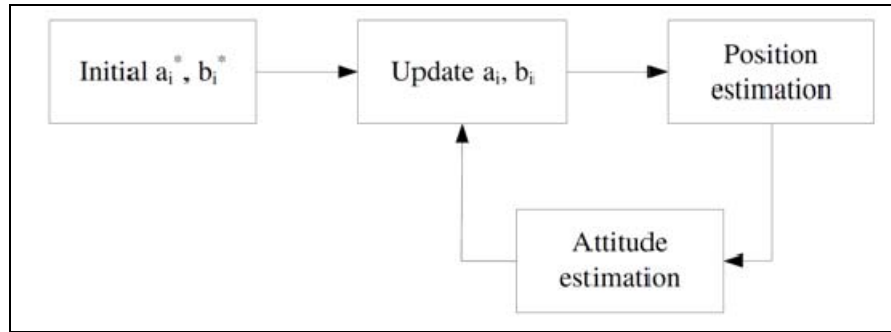 Initial aᵢ*, bᵢ*
Update aᵢ, bᵢ
Position
estimation
Attitude
estimation